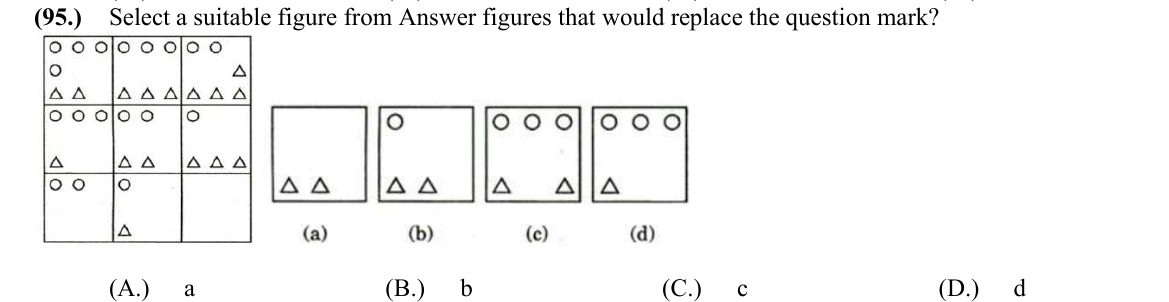 (95.) Select a suitable figure from Answer figures that would replace the question mark?
(a) (b) (c) (d)
(A.) a (B.) b (C.) c (D.) d